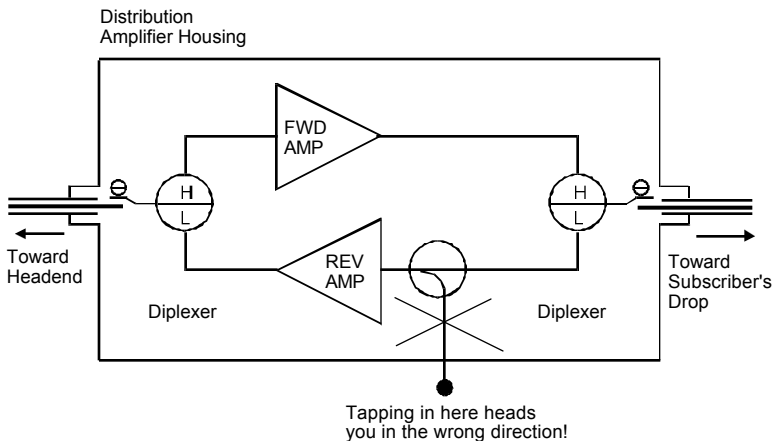 Distribution
Amplifier Housing
FWD
AMP
H
L
H
L
Toward
Headend
REV
AMP
Toward
Subscriber's
Drop
Diplexer
Diplexer
Tapping in here heads
you in the wrong direction!